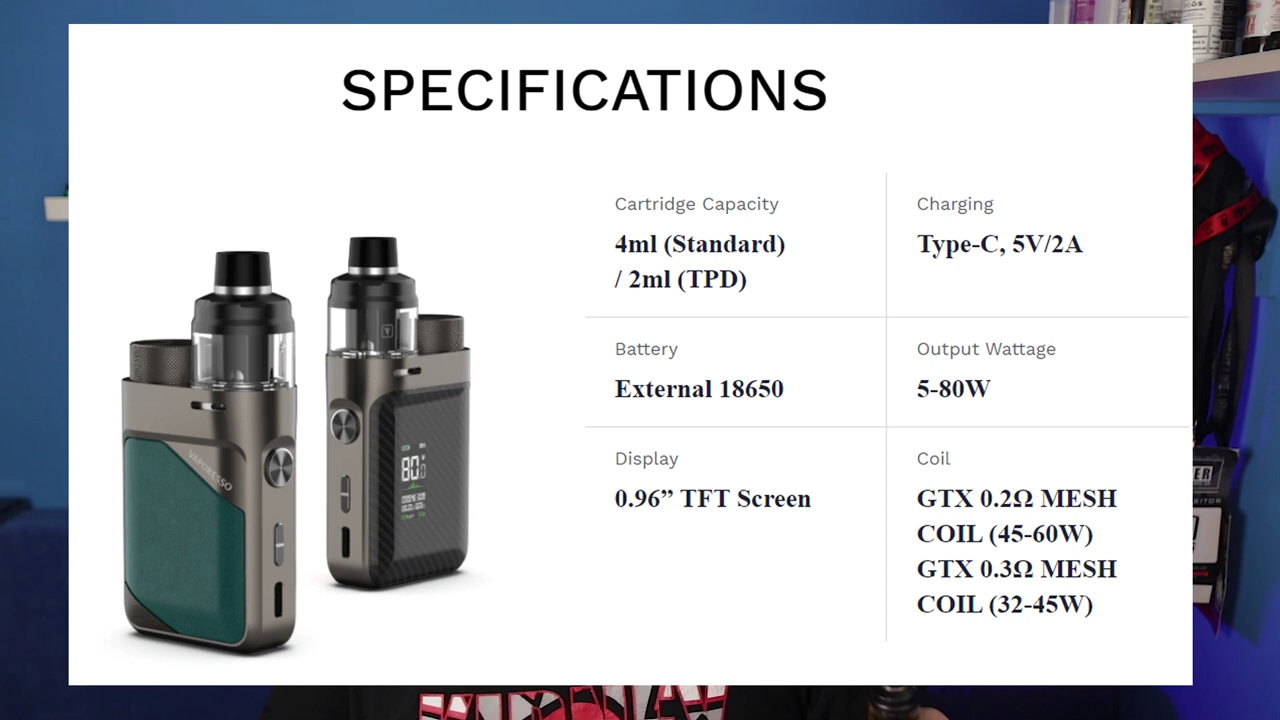 SPECIFICATIONS
Cartridge Capacity
4ml (Standard)
/ 2ml (TPD)
Charging
Type-C, 5V/2A
Battery
External 18650
Output Wattage
5-80W
Display
0.96” TFT Screen
Coil
GTX 0.2Ω MESH
COIL (45-60W)
GTX 0.3Ω MESH
COIL (32-45W)
VAPORESSO
80